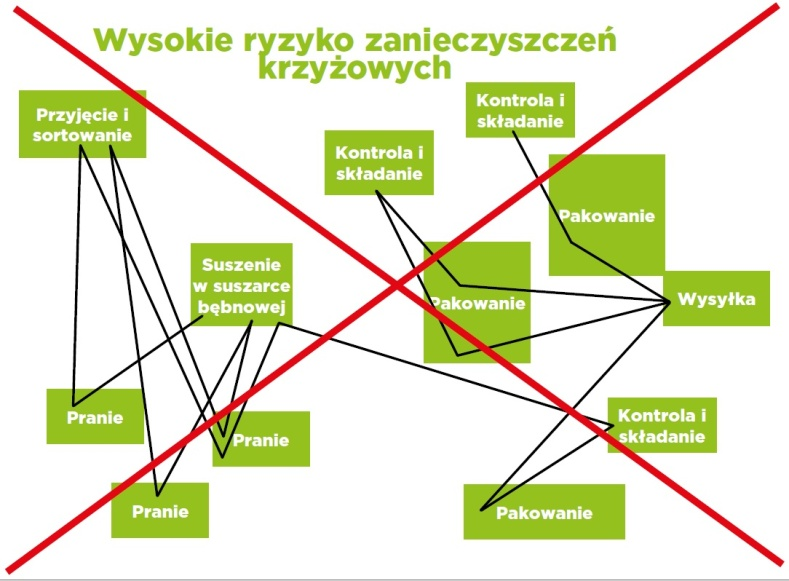 Wysokie ryzyko zanieczyszczeń
krzyżowych
Przyjęcie i
sortowanie
Kontrola i
składanie
Kontrola i
składanie
Pakowanie
Suszenie
w suszarce
bębnowej
Pakowanie
Wysyłka
Pranie
Pranie
Kontrola i
składanie
Pranie
Pakowanie